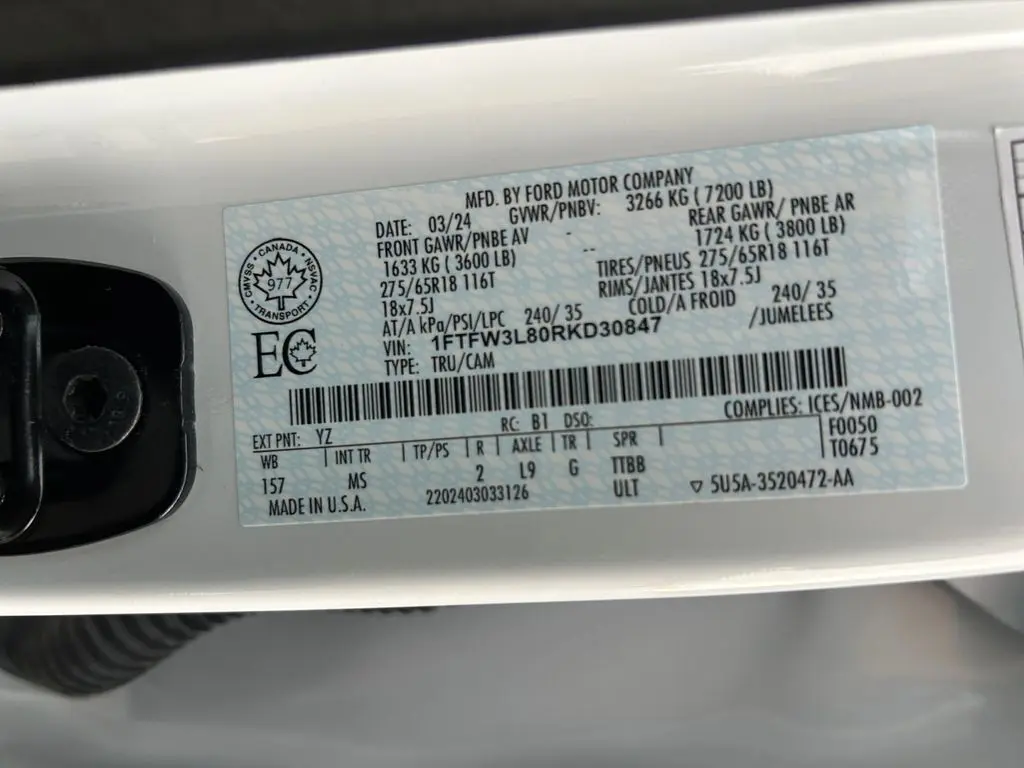 MFD. BY FORD MOTOR COMPANY
DATE: 03/24 GVWR/PNBV: 3266 KG ( 7200 LB)
FRONT GAWR/PNBE AV - REAR GAWR/ PNBE AR
1633 KG ( 3600 LB) -- 1724 KG ( 3800 LB)
275/65R18 116T TIRES/PNEUS 275/65R18 116T
18x7.5J RIMS/JANTES 18x7.5J
AT/A kPa/PSI/LPC 240/ 35 COLD/A FROID 240/ 35
VIN: 1FTFW3L80RKD30847 /JUMELEES
TYPE: TRU/CAM
CMVSS • CANADA • NSVAC • TRANSPORT •
977
EC
COMPLIES: ICES/NMB-002
EXT PNT: YZ RC: B1 DSO: F0050
WB INT TR TP/PS R AXLE TR SPR T0675
157 MS 2 L9 G TTBB
MADE IN U.S.A. 2202403033126 ULT ▽ 5U5A-3520472-AA